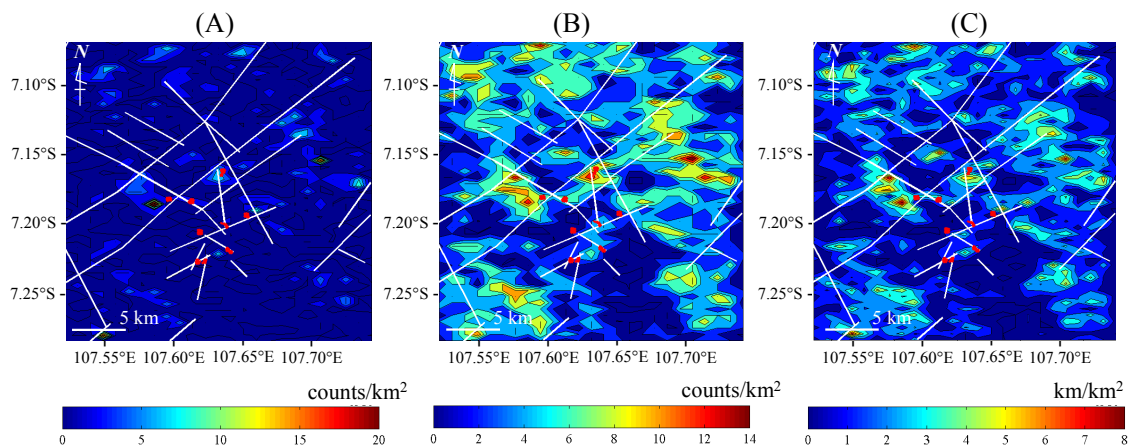 (A) (B) (C)
N N N
7.10°S 7.10°S 7.10°S
7.15°S 7.15°S 7.15°S
7.20°S 7.20°S 7.20°S
7.25°S 7.25°S 7.25°S
5 km 5 km 5 km
107.55°E 107.60°E 107.65°E 107.70°E 107.55°E 107.60°E 107.65°E 107.70°E 107.55°E 107.60°E 107.65°E 107.70°E
counts/km² counts/km² km/km²
0 5 10 15 20 0 2 4 6 8 10 12 14 0 1 2 3 4 5 6 7 8